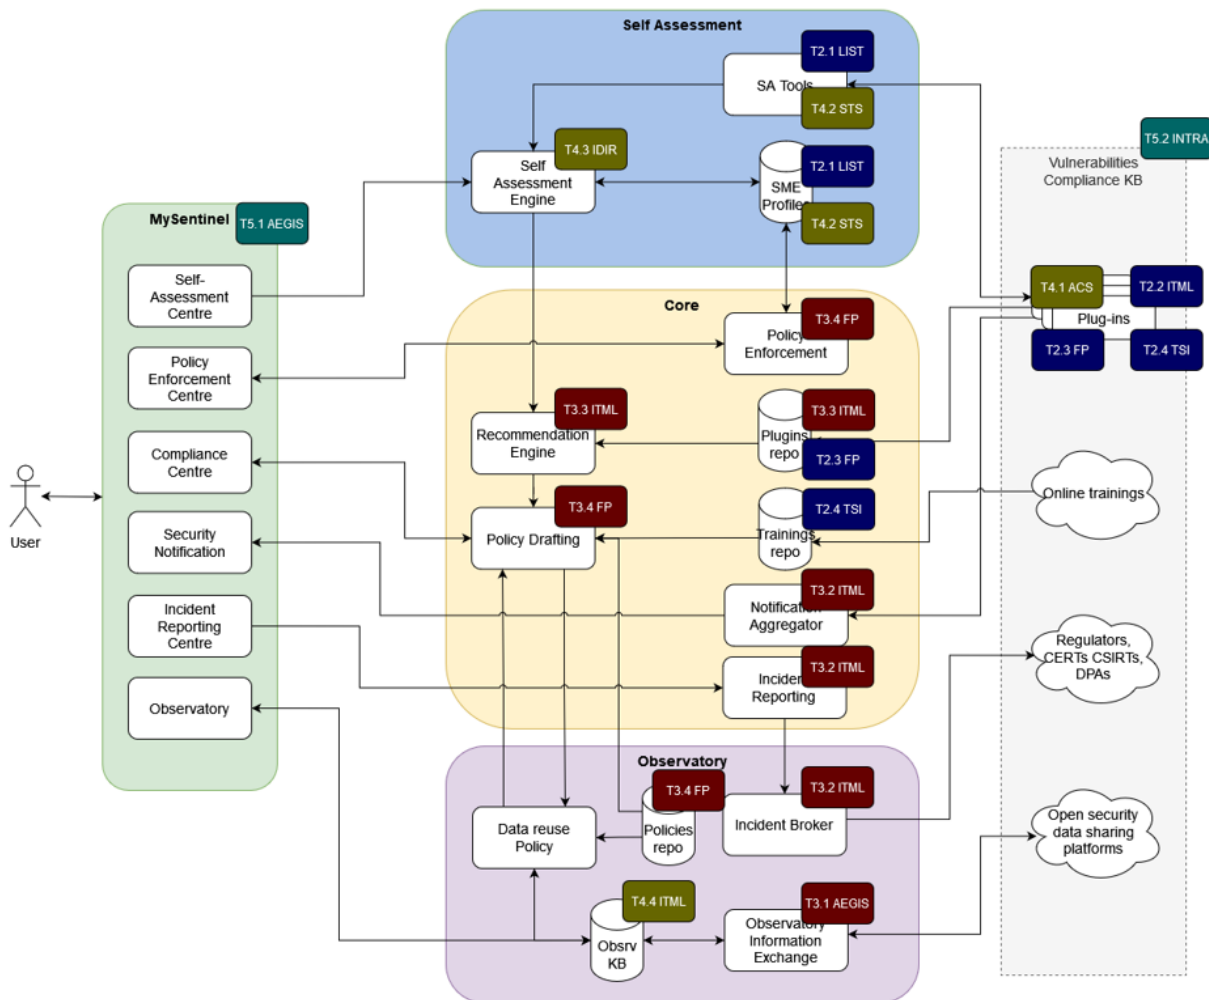 Self Assessment
T2.1 LIST
SA Tools
T4.2 STS
T4.3 IDIR
Self
Assessment
Engine
T2.1 LIST
SME
Profiles
T4.2 STS
T5.2 INTRA
Vulnerabilities
Compliance KB
MySentinel
T5.1 AEGIS
Self-
Assessment
Centre
Policy
Enforcement
Centre
Compliance
Centre
Security
Notification
Incident
Reporting
Centre
Observatory
User
Core
T3.4 FP
Policy
Enforcement
T3.3 ITML
Recommendation
Engine
T3.3 ITML
Plugins
repo
T2.3 FP
T3.4 FP
Policy Drafting
T2.4 TSI
Trainings
repo
T3.2 ITML
Notification
Aggregator
T3.2 ITML
Incident
Reporting
T4.1 ACS
T2.2 ITML
Plug-ins
T2.3 FP
T2.4 TSI
Online trainings
Regulators,
CERTs CSIRTs,
DPAs
Open security
data sharing
platforms
Observatory
Data reuse
Policy
T3.4 FP
Policies
repo
T3.2 ITML
Incident Broker
T4.4 ITML
Obsrv
KB
T3.1 AEGIS
Observatory
Information
Exchange